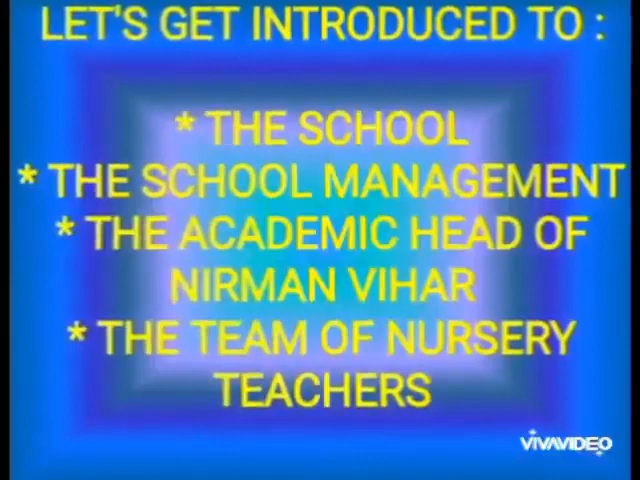 LET'S GET INTRODUCED TO :
* THE SCHOOL
* THE SCHOOL MANAGEMENT
* THE ACADEMIC HEAD OF
NIRMAN VIHAR
* THE TEAM OF NURSERY
TEACHERS
VIVAVIDEO